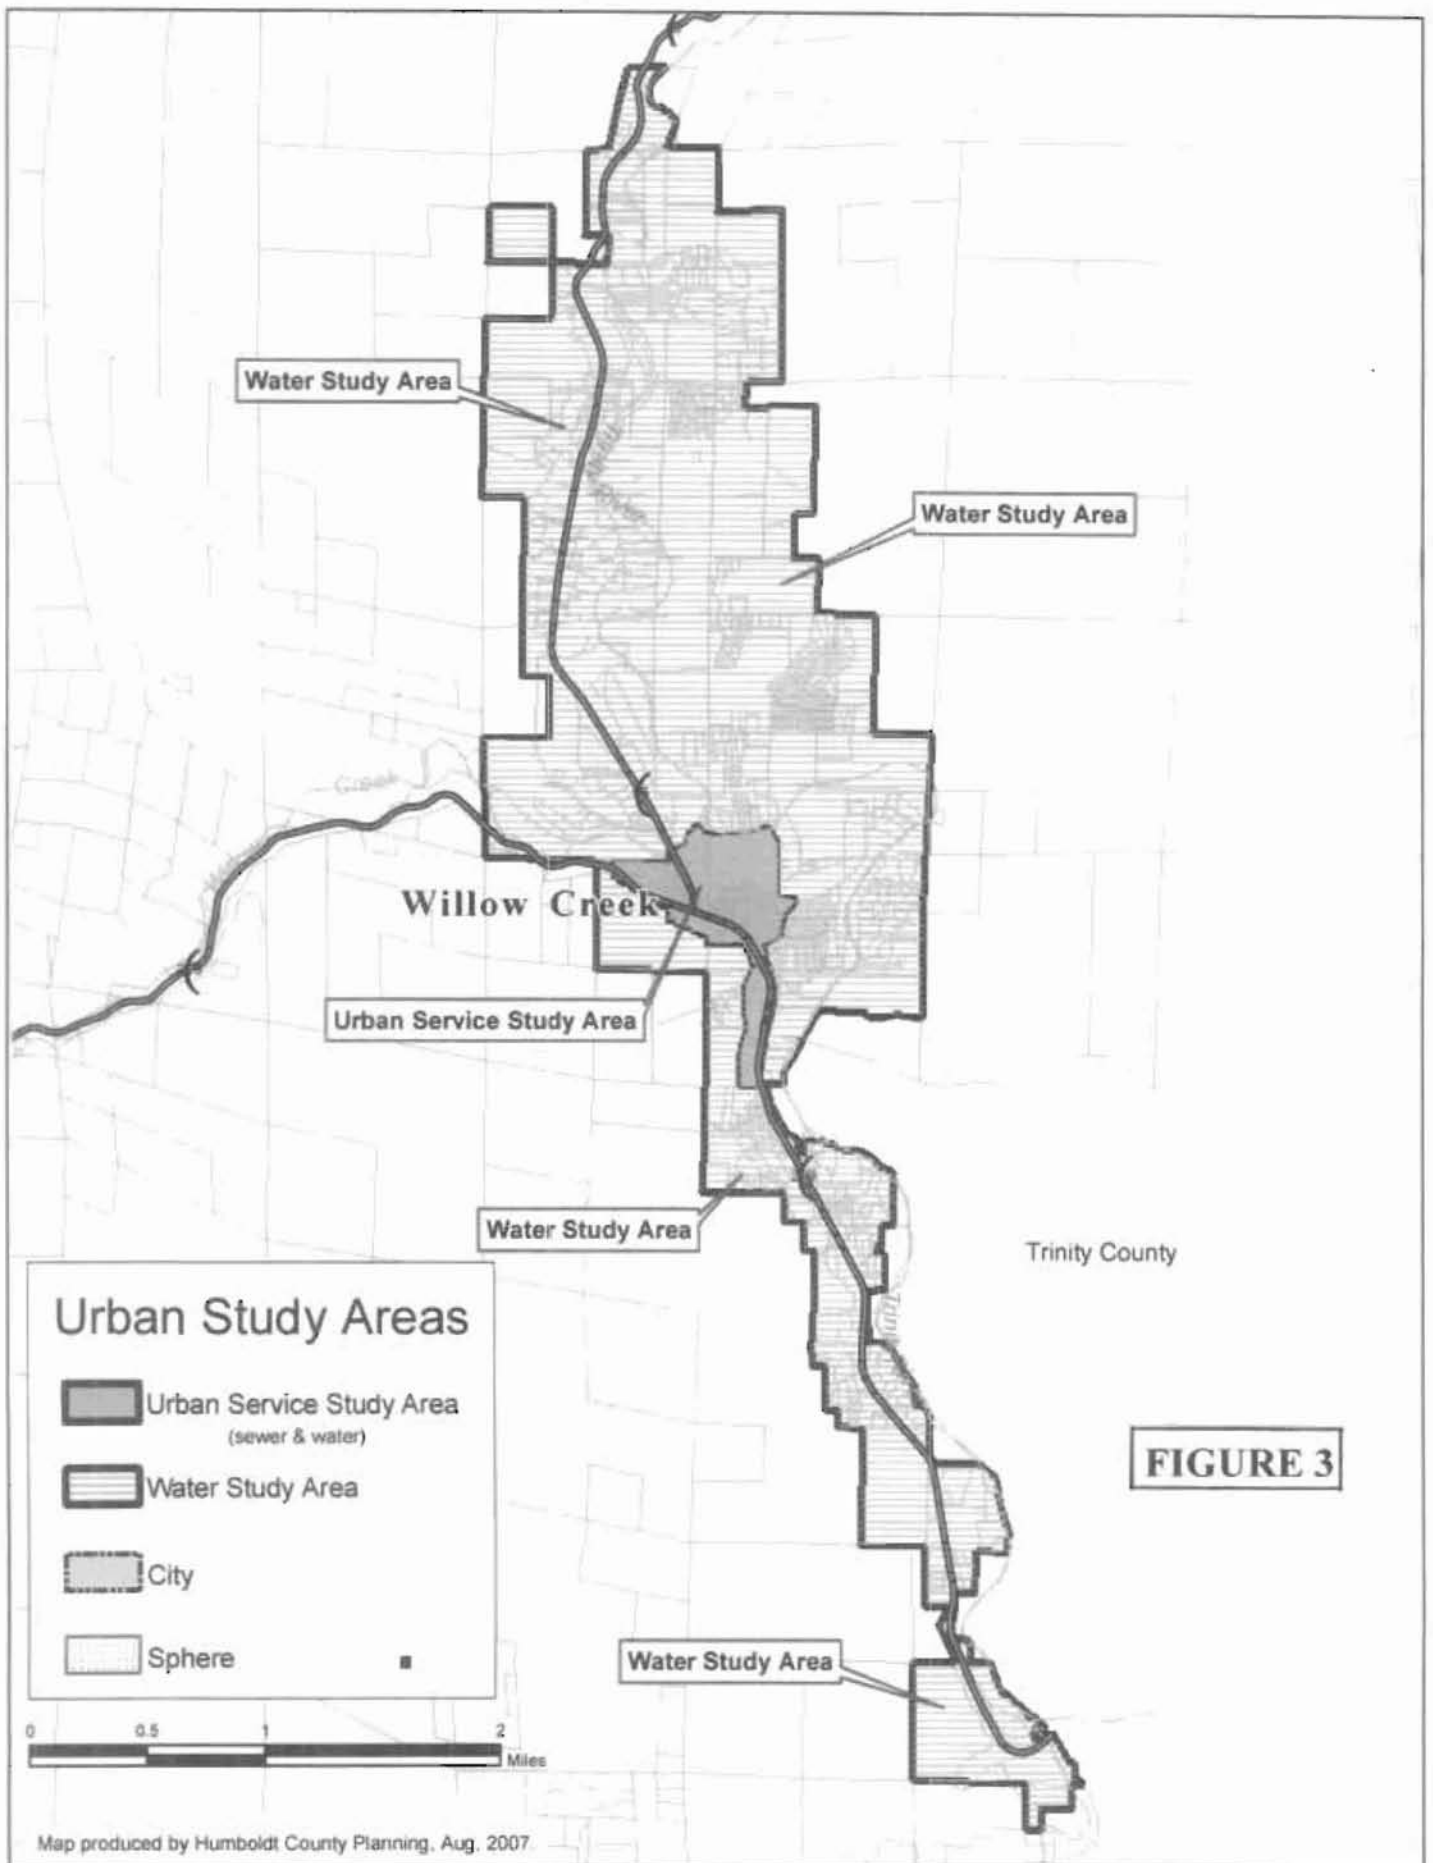 Water Study Area
Water Study Area
River
Creek
Willow Creek
Urban Service Study Area
Water Study Area
Trinity County
Urban Study Areas
Urban Service Study Area
(sewer & water)
Water Study Area
City
Sphere
FIGURE 3
Water Study Area
0 0.5 1 2
Miles
Map produced by Humboldt County Planning, Aug. 2007.